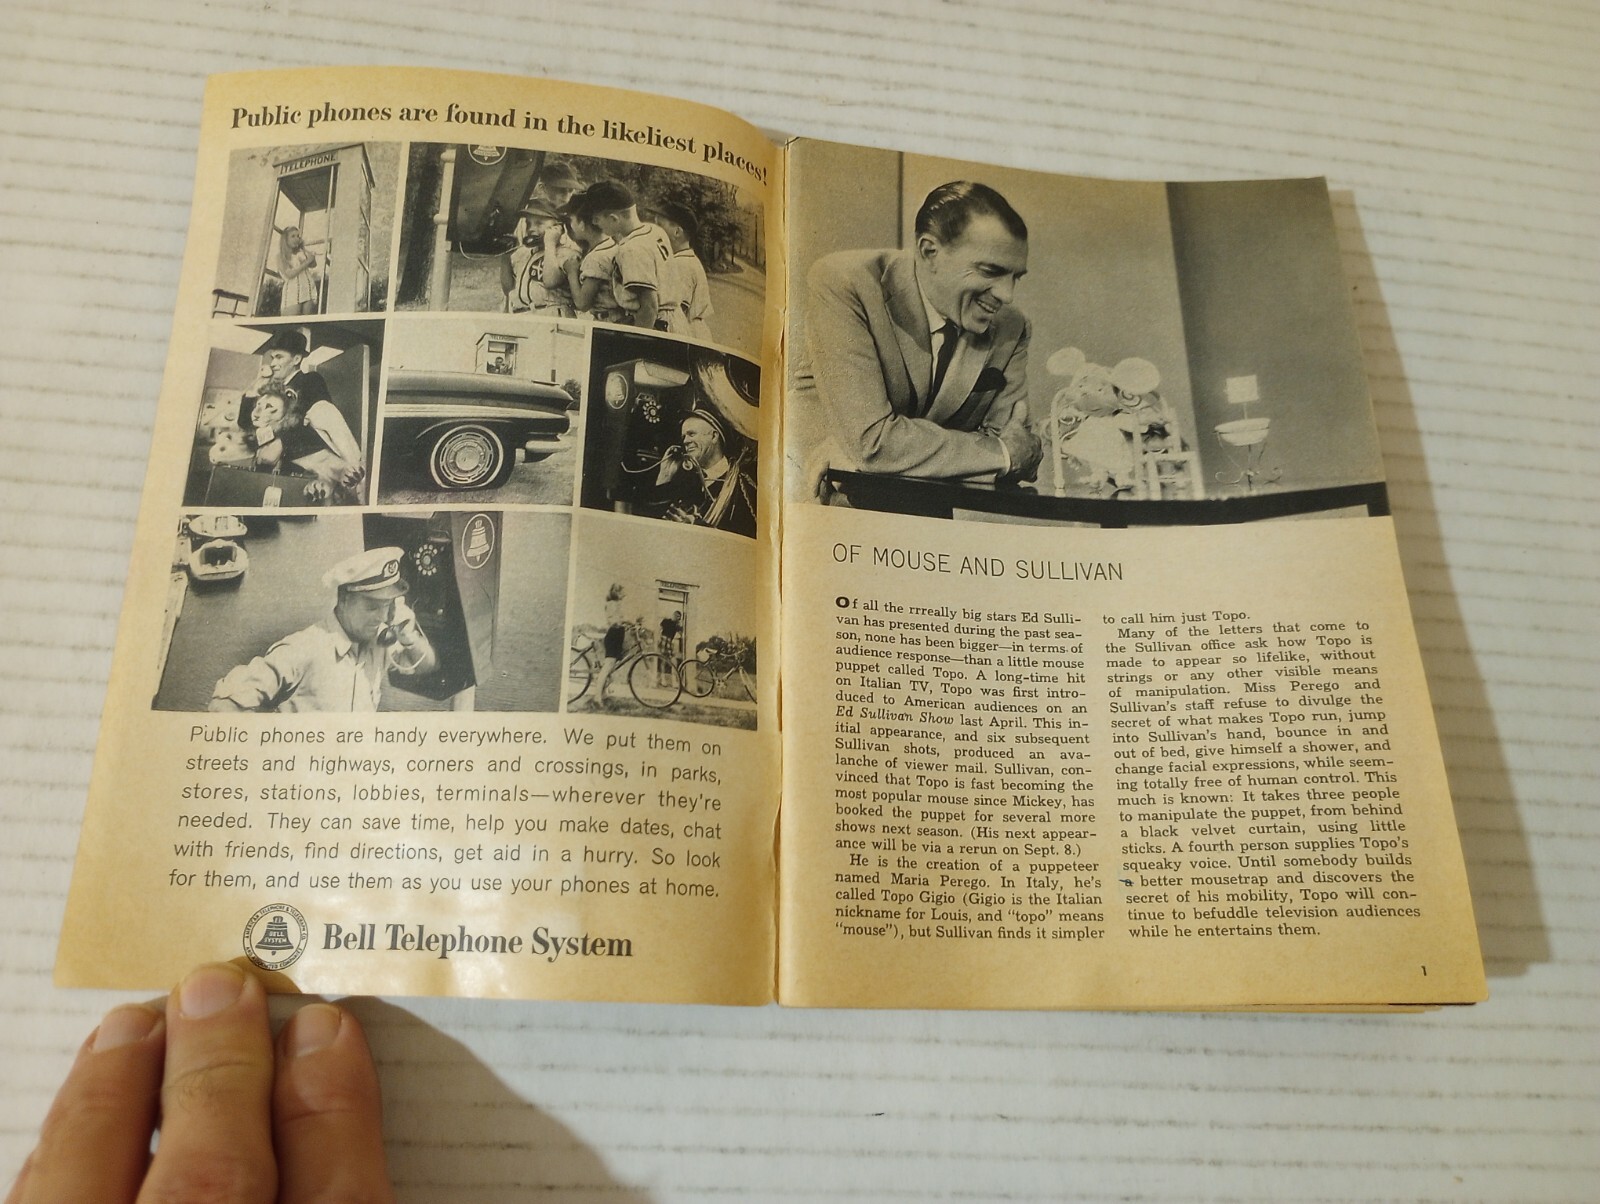 Public phones are found in the likeliest places!
TELEPHONE
TELEPHONE
TELEPHONE
Public phones are handy everywhere. We put them on
streets and highways, corners and crossings, in parks,
stores, stations, lobbies, terminals—wherever they're
needed. They can save time, help you make dates, chat
with friends, find directions, get aid in a hurry. So look
for them, and use them as you use your phones at home.
AMERICAN TELEPHONE & TELEGRAPH CO.
BELL
SYSTEM
AND ASSOCIATED COMPANIES
Bell Telephone System
OF MOUSE AND SULLIVAN
Of all the rrreally big stars Ed Sulli-
van has presented during the past sea-
son, none has been bigger—in terms of
audience response—than a little mouse
puppet called Topo. A long-time hit
on Italian TV, Topo was first intro-
duced to American audiences on an
Ed Sullivan Show last April. This in-
itial appearance, and six subsequent
Sullivan shots, produced an ava-
lanche of viewer mail. Sullivan, con-
vinced that Topo is fast becoming the
most popular mouse since Mickey, has
booked the puppet for several more
shows next season. (His next appear-
ance will be via a rerun on Sept. 8.)
He is the creation of a puppeteer
named Maria Perego. In Italy, he's
called Topo Gigio (Gigio is the Italian
nickname for Louis, and "topo" means
"mouse"), but Sullivan finds it simpler
to call him just Topo.
Many of the letters that come to
the Sullivan office ask how Topo is
made to appear so lifelike, without
strings or any other visible means
of manipulation. Miss Perego and
Sullivan's staff refuse to divulge the
secret of what makes Topo run, jump
into Sullivan's hand, bounce in and
out of bed, give himself a shower, and
change facial expressions, while seem-
ing totally free of human control. This
much is known: It takes three people
to manipulate the puppet, from behind
a black velvet curtain, using little
sticks. A fourth person supplies Topo's
squeaky voice. Until somebody builds
a better mousetrap and discovers the
secret of his mobility, Topo will con-
tinue to befuddle television audiences
while he entertains them.
1